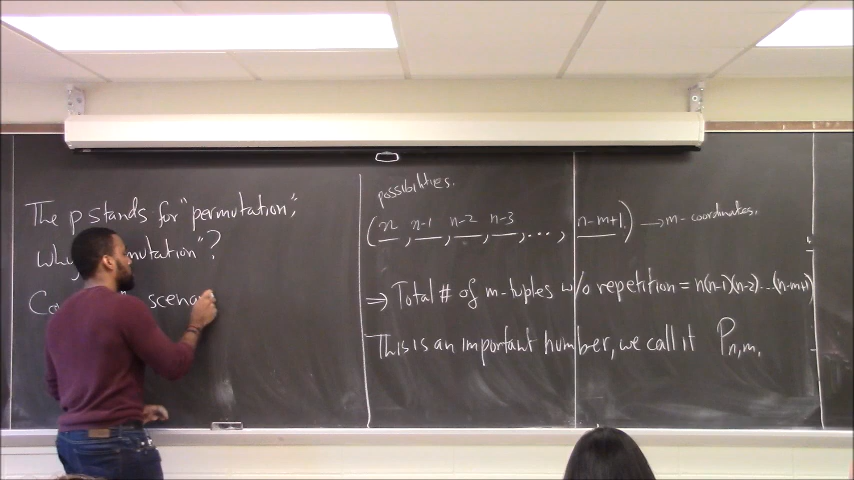 The p stands for "permutation",
Why mutation"?
scena
possibilities.
(n, n-1, n-2, n-3, ..., n-m+1) → m-coordinates.
⇒ Total # of m-tuples w/o repetition = n(n-1)(n-2)...(n-m+1)
This is an important number, we call it Pn,m.